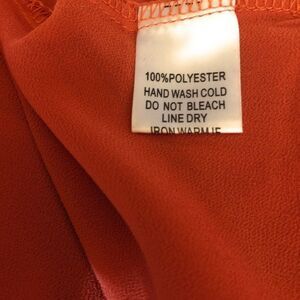 100%POLYESTER
HAND WASH COLD
DO NOT BLEACH
LINE DRY
IRON WARM IF